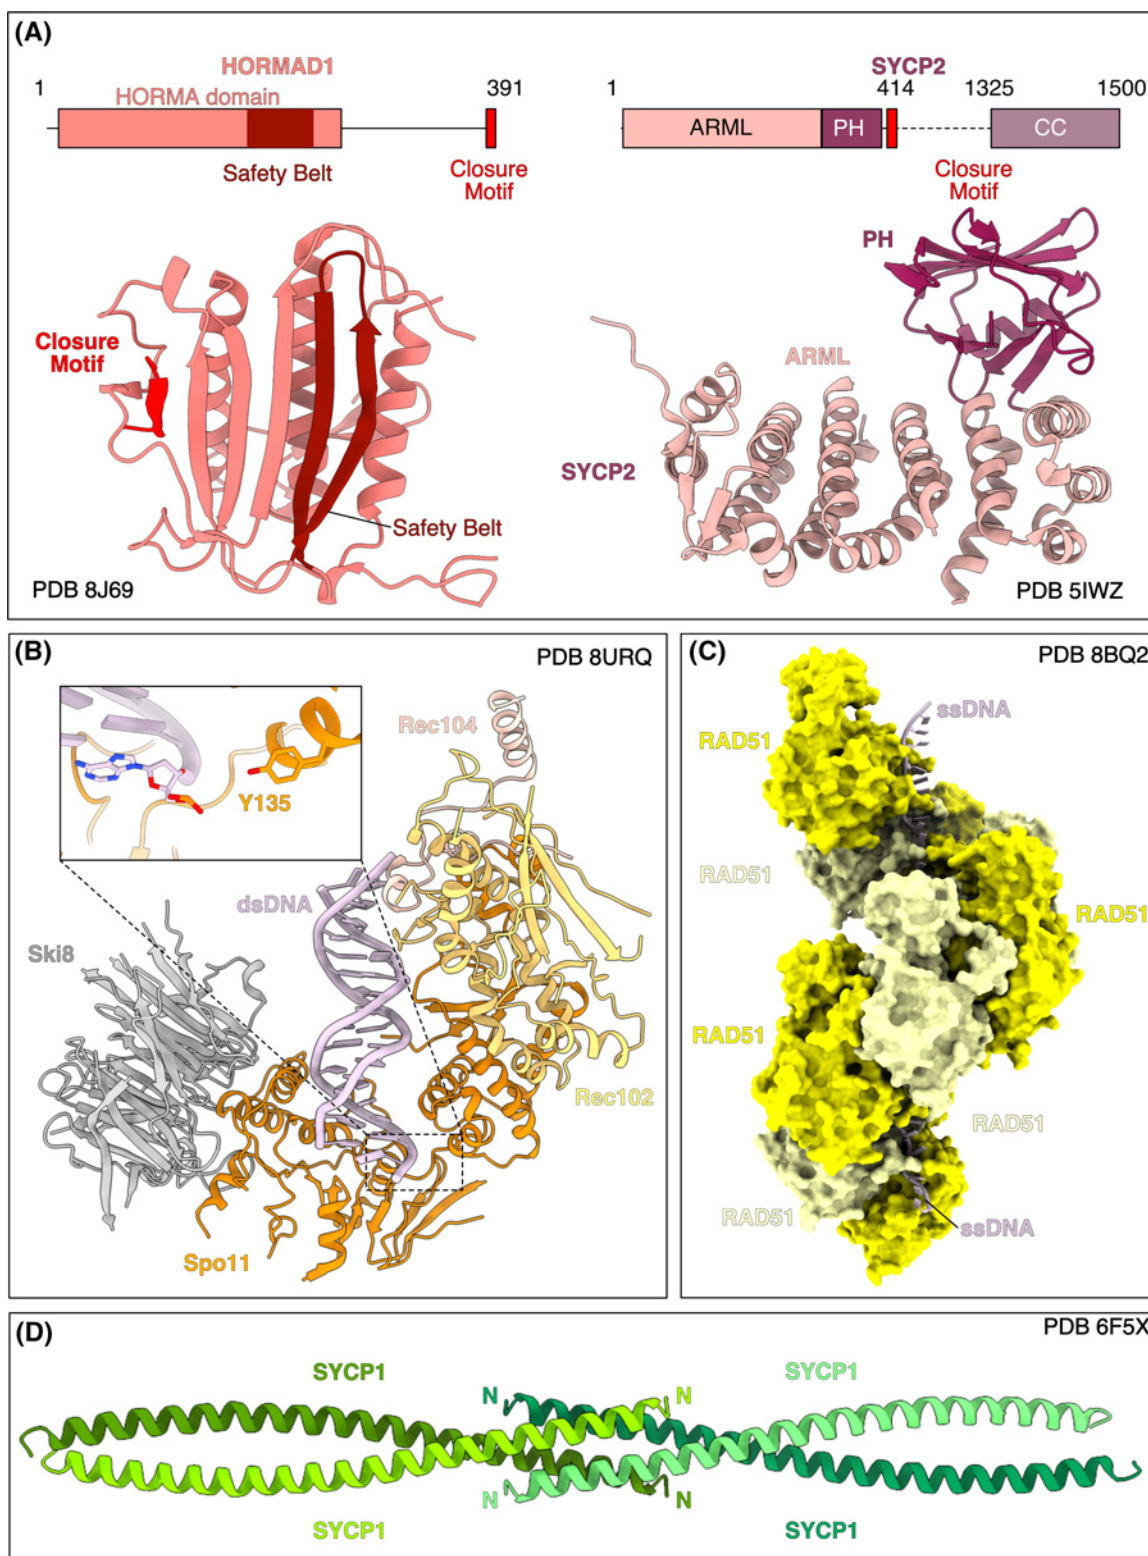 (A)
HORMAD1
1
391
HORMA domain
Safety Belt
Closure
Motif
SYCP2
1
414
1325
1500
ARML
PH
CC
Closure
Motif
Closure
Motif
Safety Belt
PDB 8J69
PH
ARML
SYCP2
PDB 5IWZ
(B)
PDB 8URQ
Y135
Rec104
dsDNA
Ski8
Rec102
Spo11
(C)
PDB 8BQ2
ssDNA
RAD51
RAD51
RAD51
RAD51
RAD51
RAD51
ssDNA
(D)
PDB 6F5X
SYCP1
N
N
SYCP1
SYCP1
N
N
SYCP1